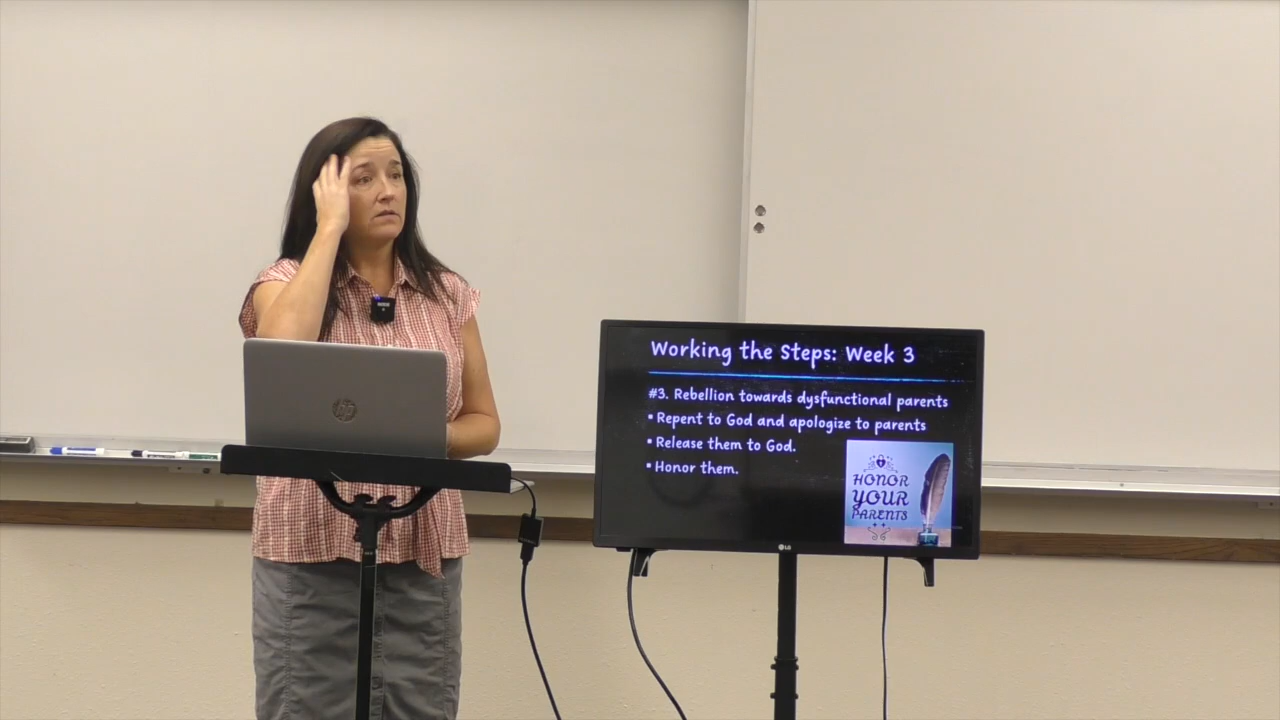 Working the Steps: Week 3
#3. Rebellion towards dysfunctional parents
▪ Repent to God and apologize to parents
▪ Release them to God.
▪ Honor them.
HONOR
YOUR
PARENTS
LG
hp